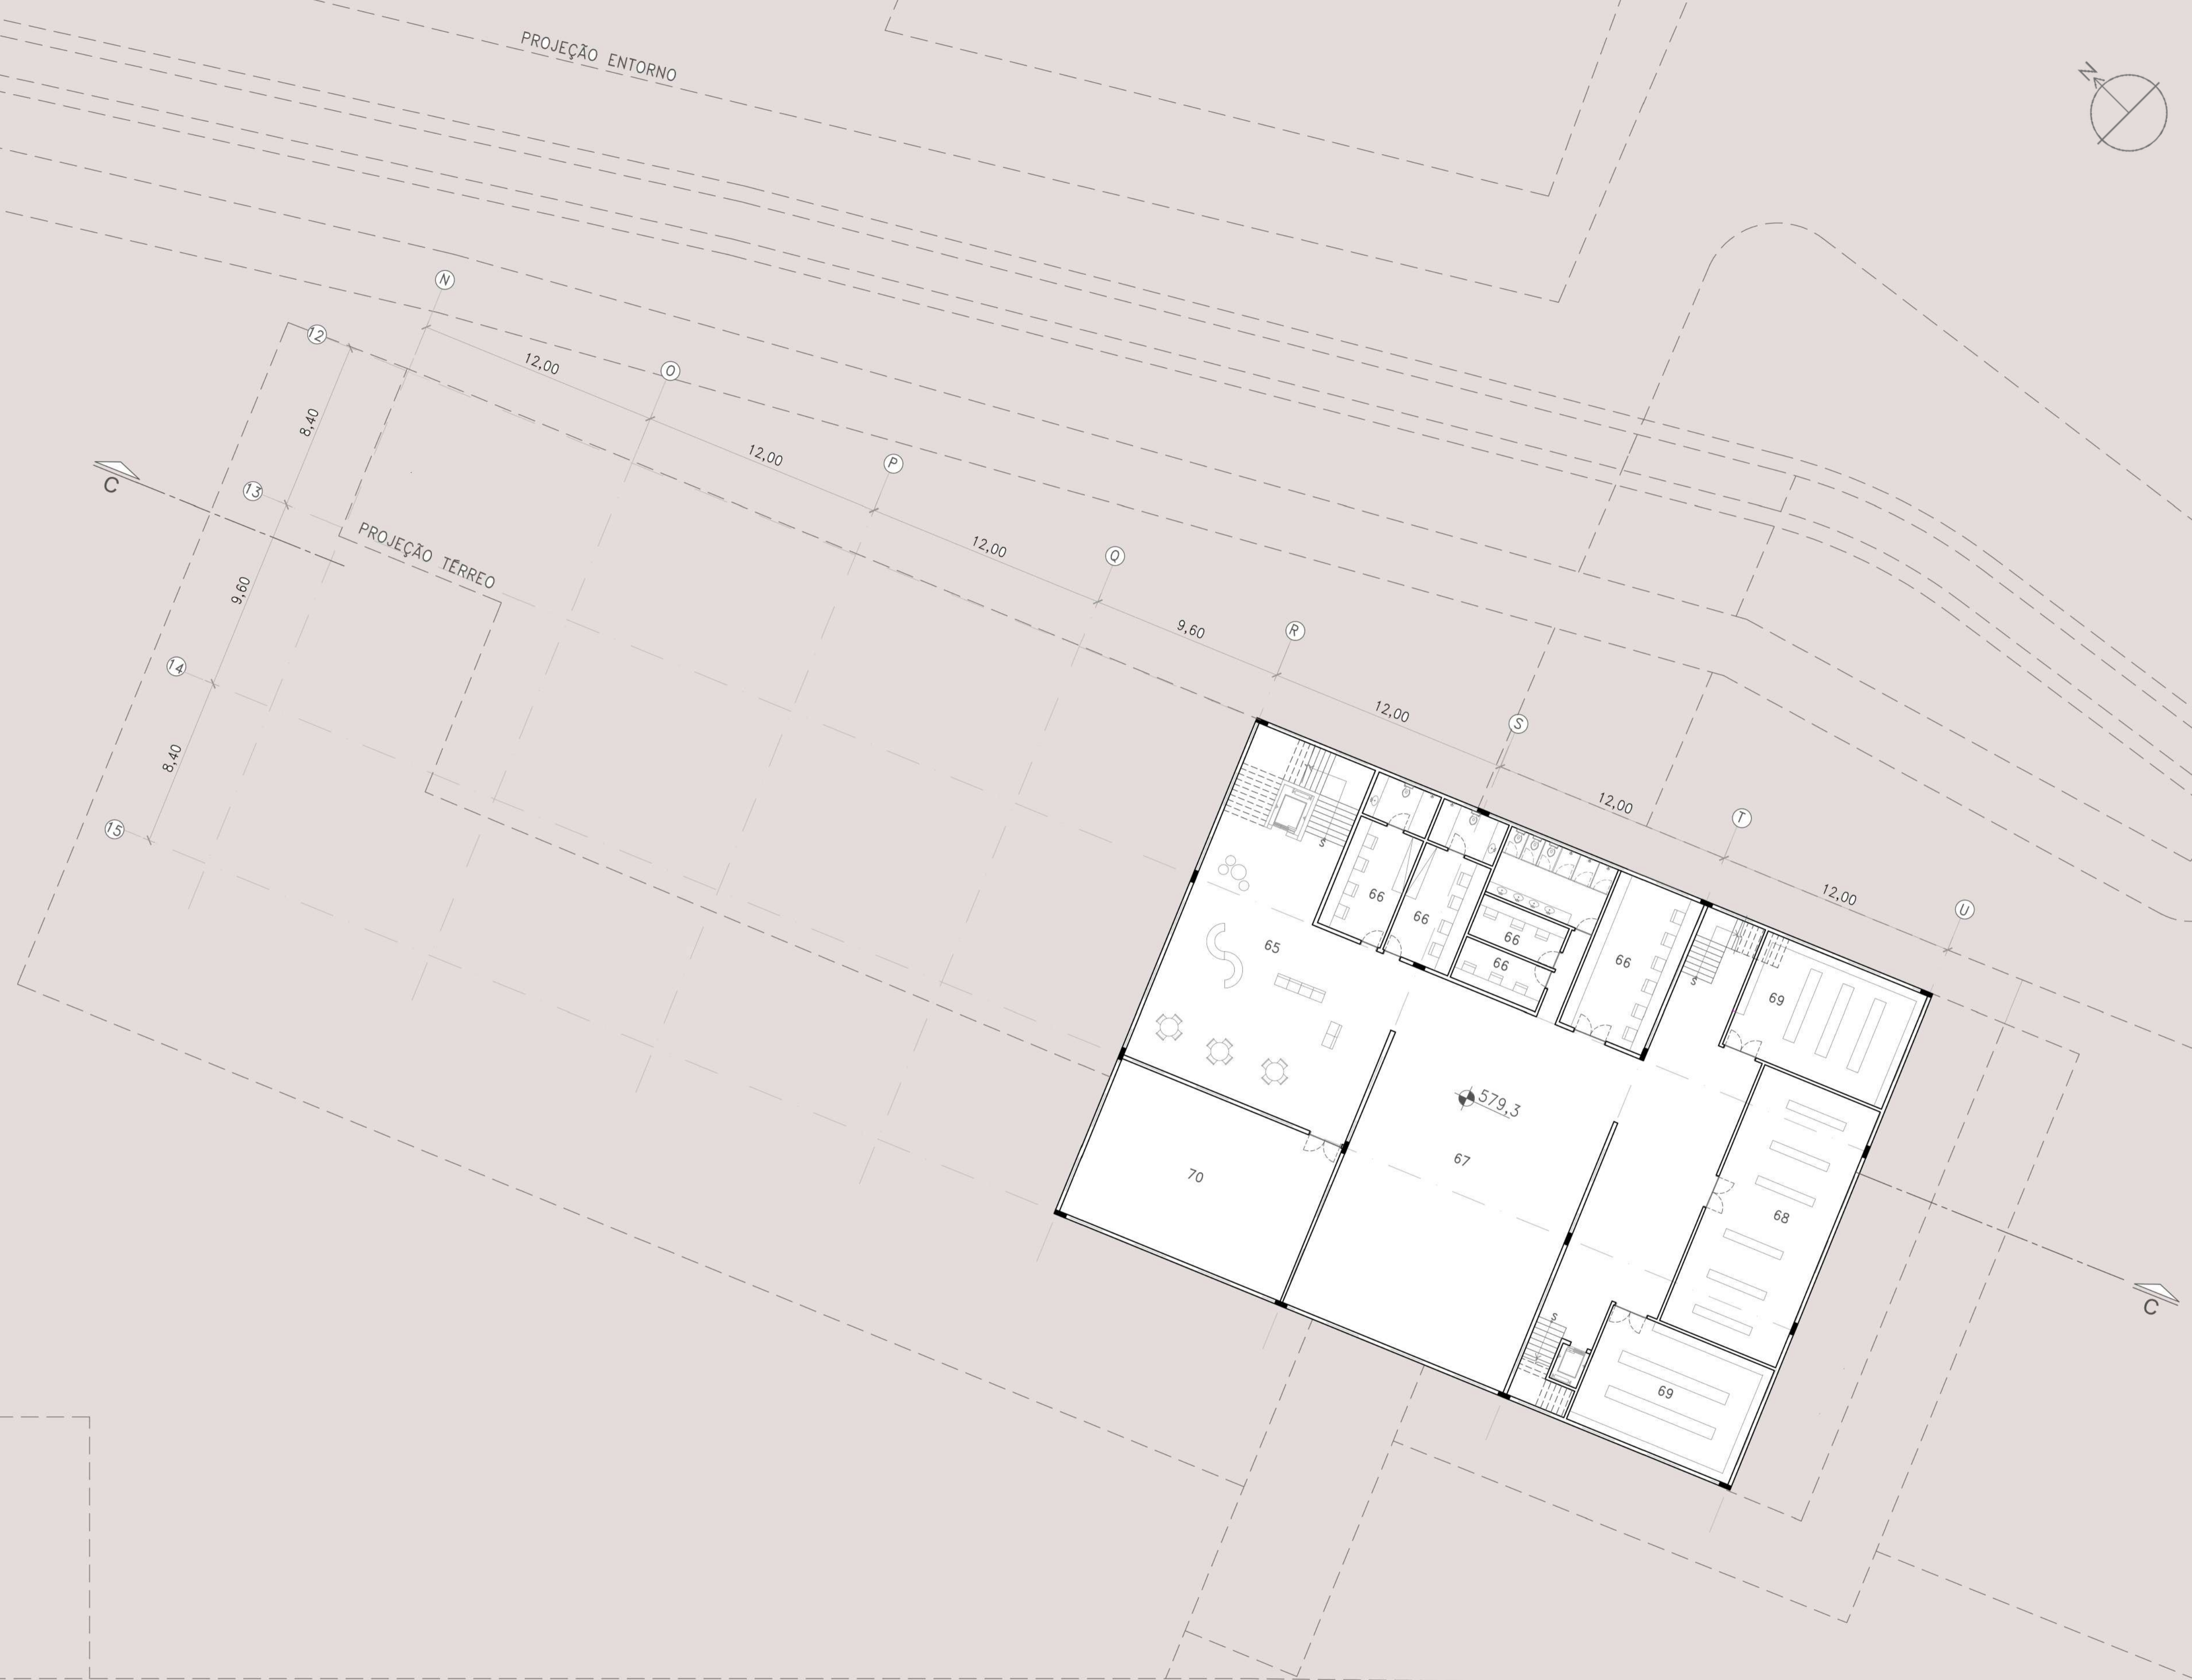 PROJEÇÃO ENTORNO
N
N
12
12,00
O
8,40
12,00
P
C
13
PROJEÇÃO TÉRREO
12,00
Q
9,60
9,60
R
14
12,00
S
8,40
12,00
T
15
12,00
U
S
66
66
65
66
66
66
S
69
579,3
67
70
68
S
69
C